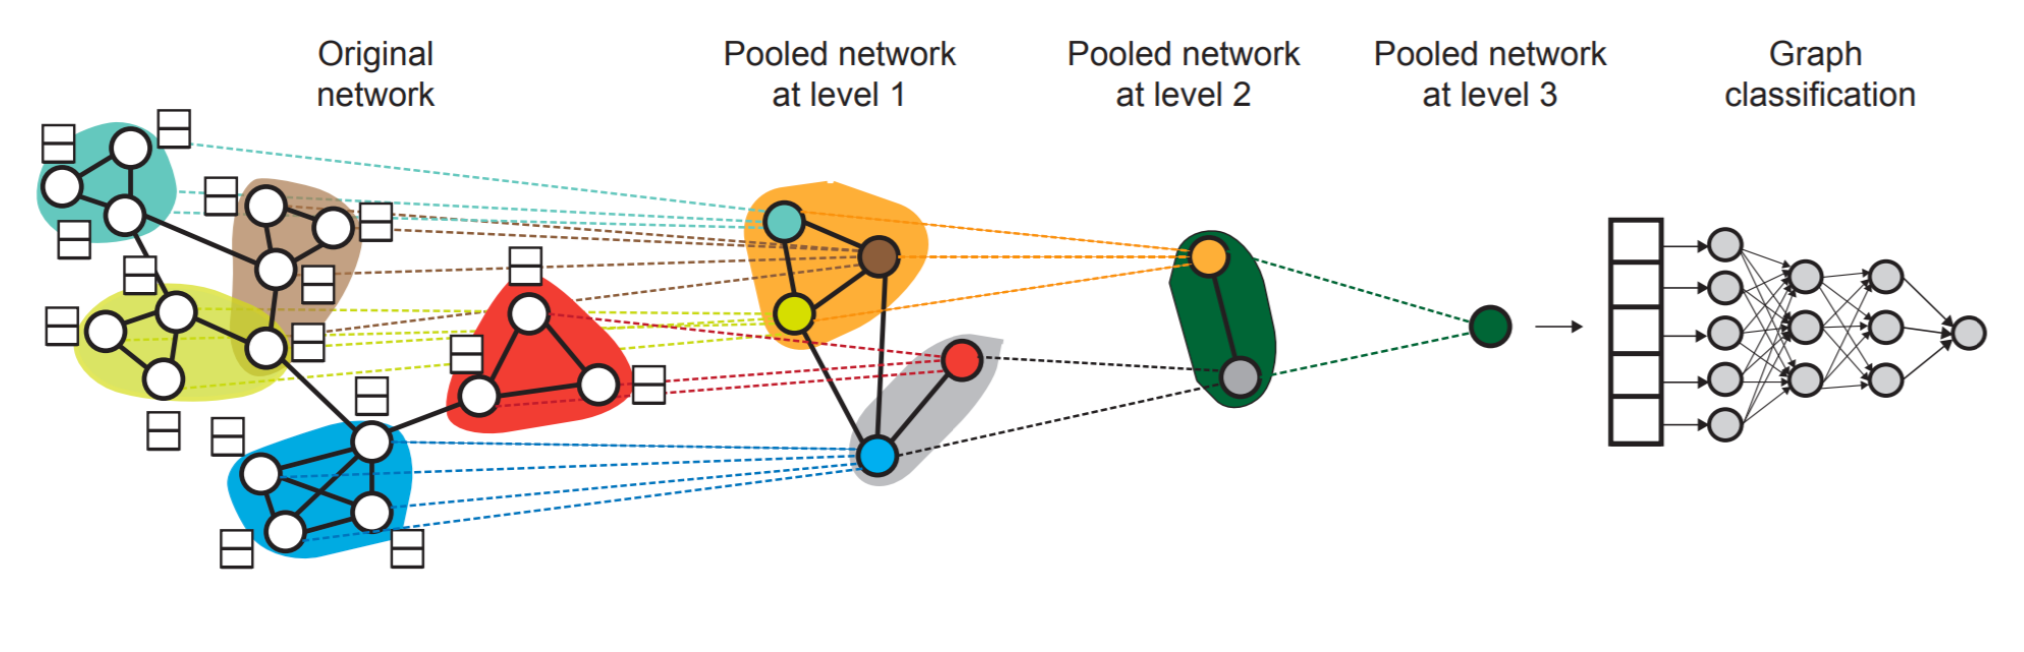 Original
network
Pooled network
at level 1
Pooled network
at level 2
Pooled network
at level 3
Graph
classification